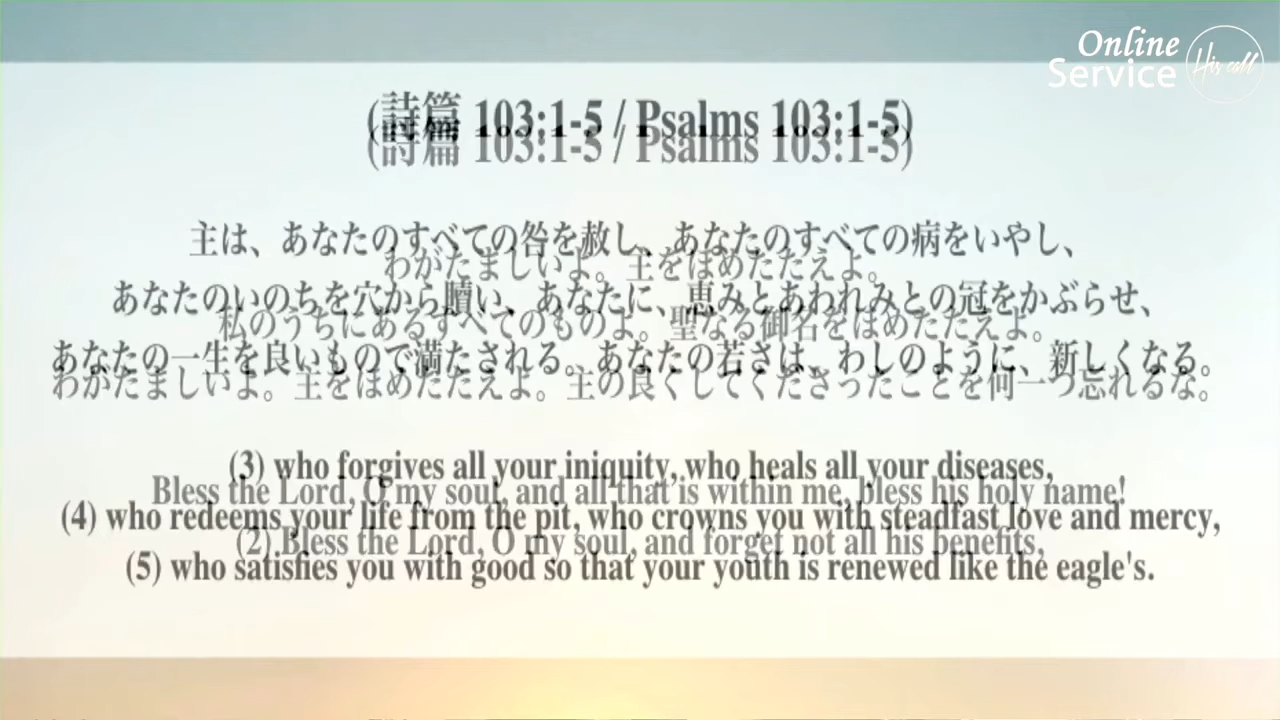 Online
Service
His call
(詩篇 103:1-5 / Psalms 103:1-5)
(詩篇 103:1-5 / Psalms 103:1-5)
主は、あなたのすべての咎を赦し、あなたのすべての病をいやし、
わがたましいよ。主をほめたたえよ。
あなたのいのちを穴から贖い、あなたに、恵みとあわれみとの冠をかぶらせ、
私のうちにあるすべてのものよ。聖なる御名をほめたたえよ。
あなたの一生を良いもので満たされる。あなたの若さは、わしのように、新しくなる。
わがたましいよ。主をほめたたえよ。主の良くしてくださったことを何一つ忘れるな。
(3) who forgives all your iniquity, who heals all your diseases,
Bless the Lord, O my soul, and all that is within me, bless his holy name!
(4) who redeems your life from the pit, who crowns you with steadfast love and mercy,
(2) Bless the Lord, O my soul, and forget not all his benefits,
(5) who satisfies you with good so that your youth is renewed like the eagle's.